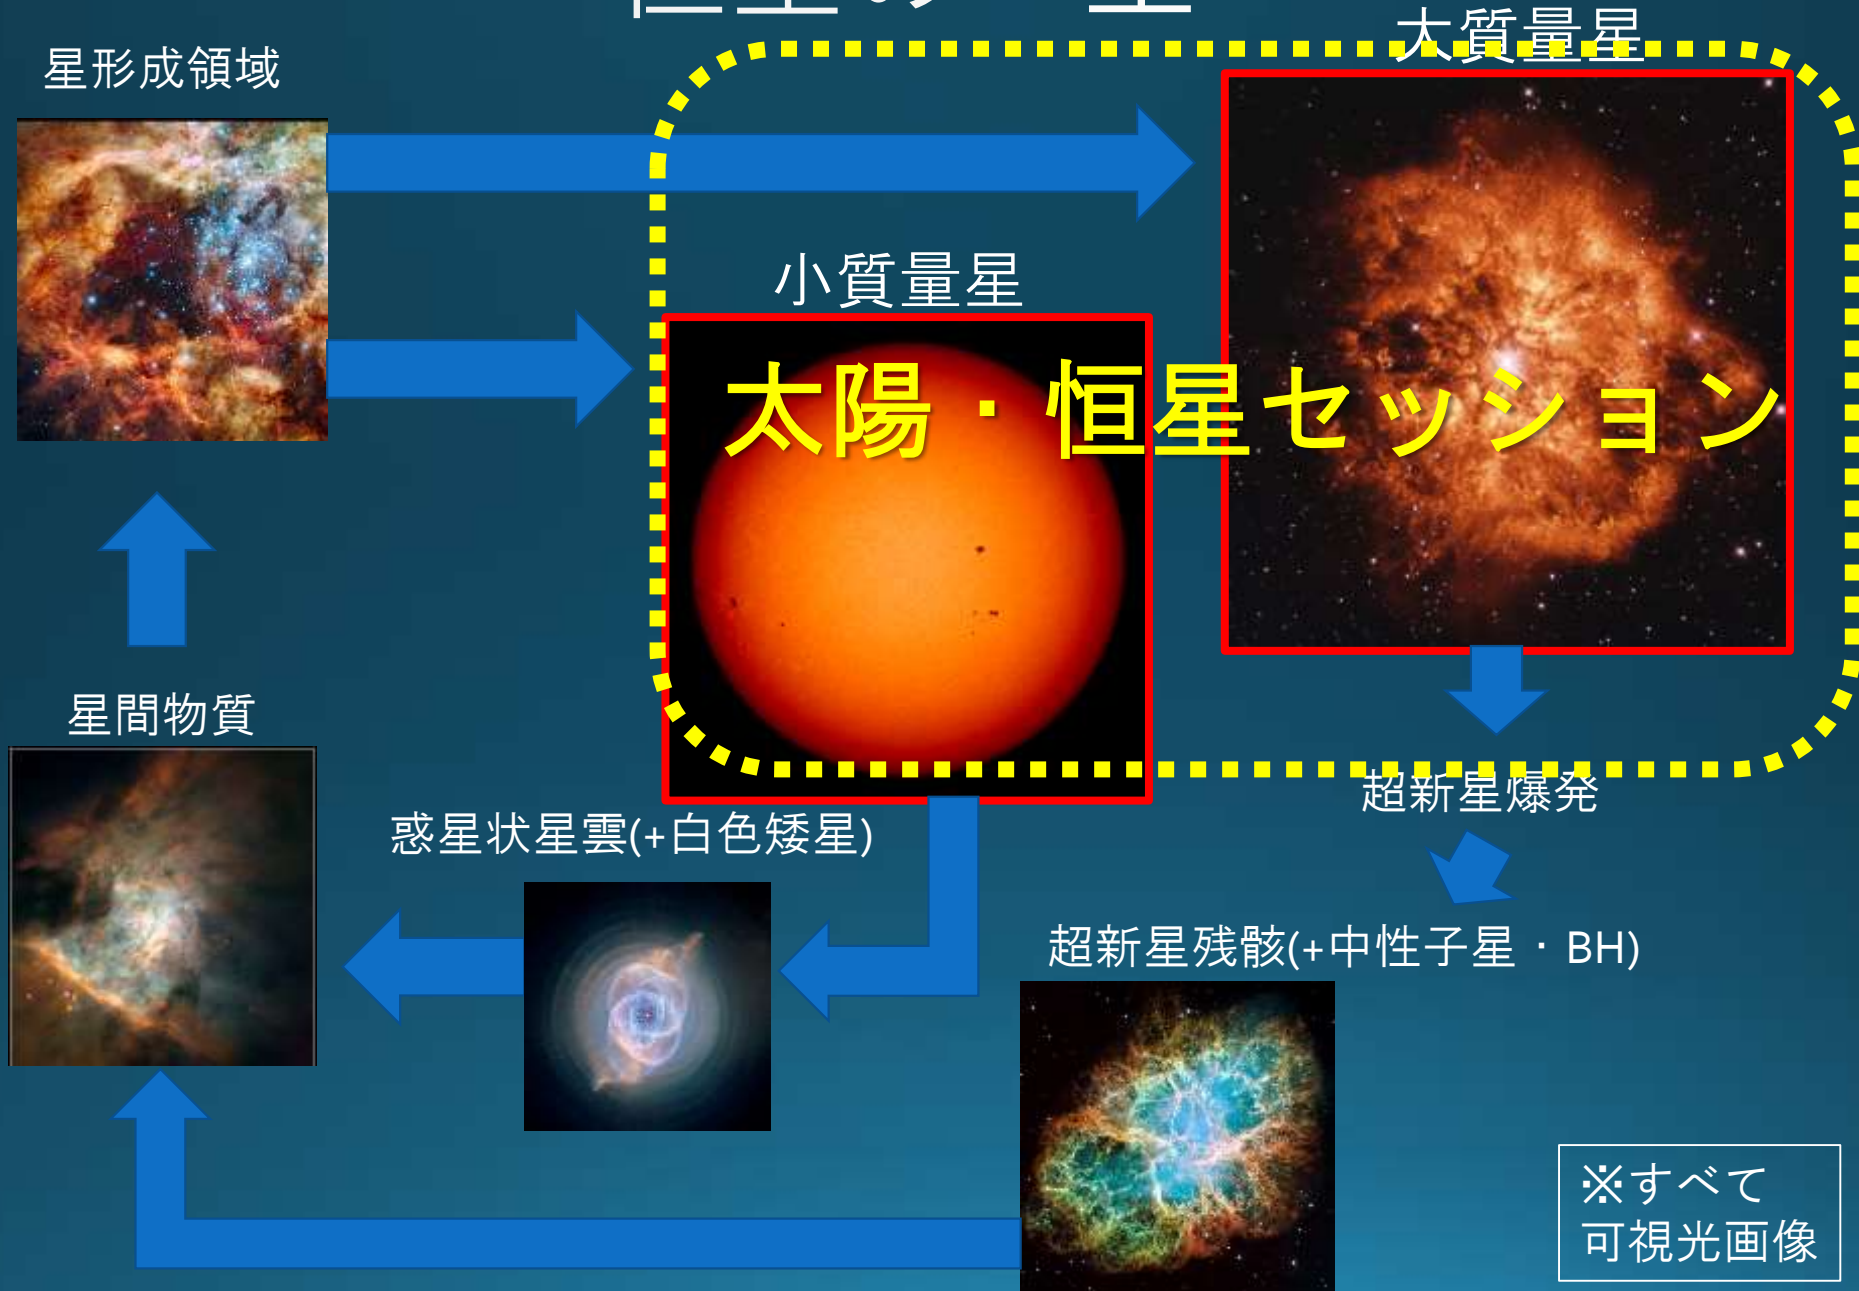 大質量星
星形成領域
小質量星
太陽・恒星セッション
星間物質
超新星爆発
惑星状星雲(+白色矮星)
超新星残骸(+中性子星・BH)
※すべて
可視光画像